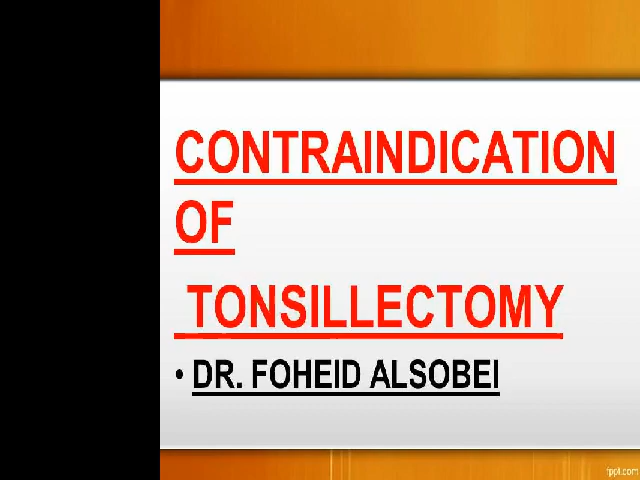 CONTRAINDICATION
OF
TONSILLECTOMY
• DR. FOHEID ALSOBEI
fppt.com